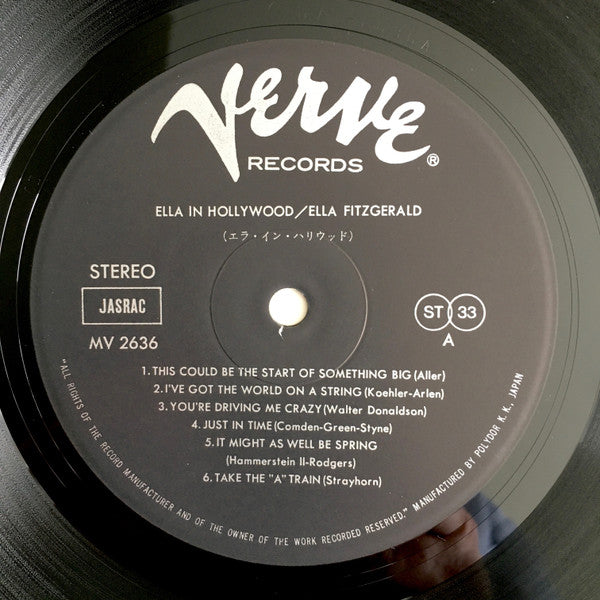 Verve
RECORDS ®
ELLA IN HOLLYWOOD/ELLA FITZGERALD
(エラ・イン・ハリウッド)
STEREO
JASRAC
MV 2636
ST 33
A
1.THIS COULD BE THE START OF SOMETHING BIG(Aller)
2.I'VE GOT THE WORLD ON A STRING(Koehler-Arlen)
3.YOU'RE DRIVING ME CRAZY(Walter Donaldson)
4.JUST IN TIME(Comden-Green-Styne)
5.IT MIGHT AS WELL BE SPRING
(Hammerstein II-Rodgers)
6.TAKE THE "A" TRAIN(Strayhorn)
"ALL RIGHTS OF THE RECORD MANUFACTURER AND OF THE OWNER OF THE WORK RECORDED RESERVED." MANUFACTURED BY POLYDOR K.K., JAPAN